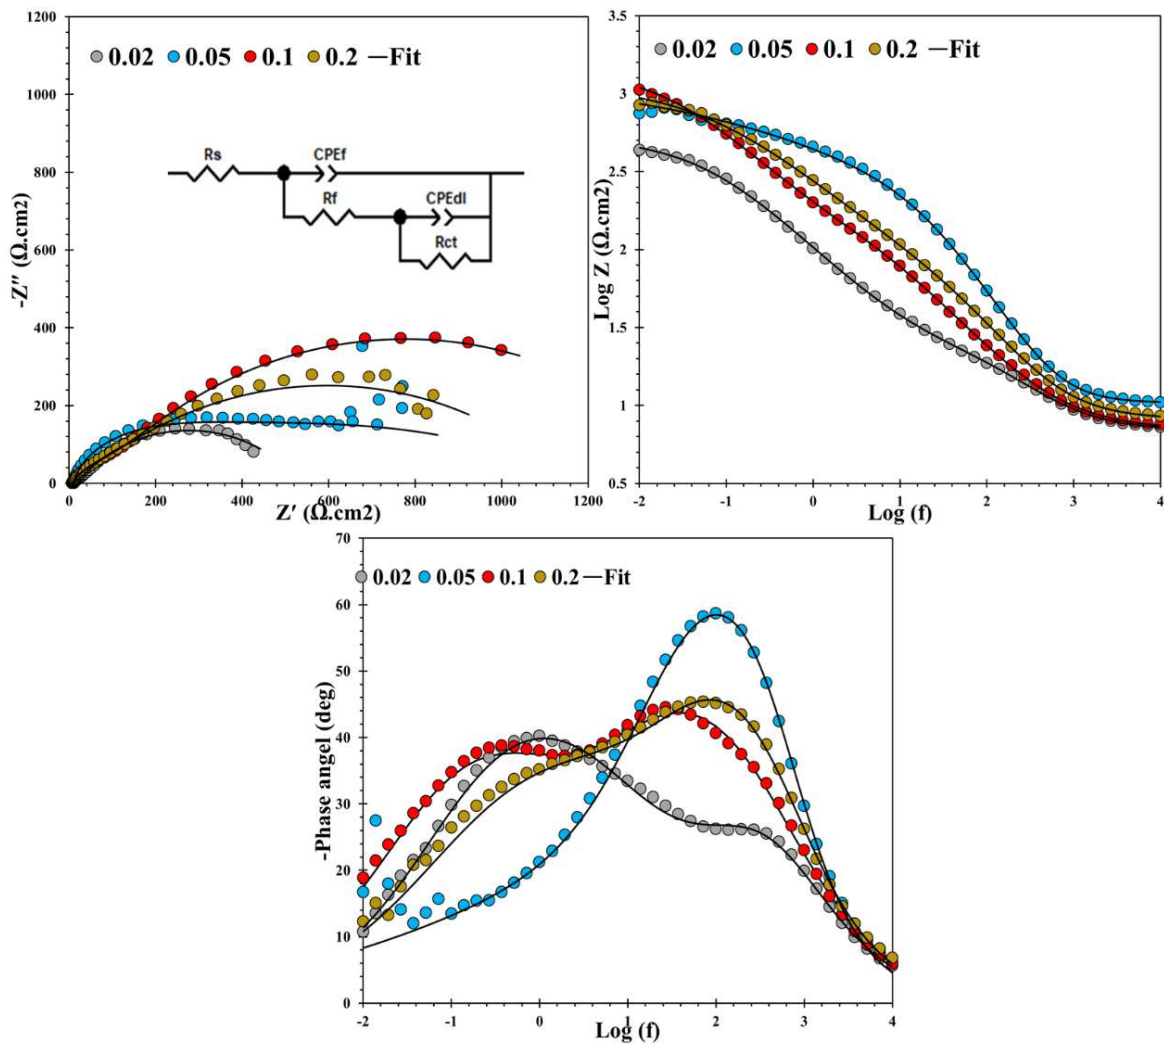 1200
1000
800
600
400
200
0
0 200 400 600 800 1000 1200
-Z″ (Ω.cm2)
Z′ (Ω.cm2)
0.02 0.05 0.1 0.2 —Fit
Rs
CPEf
Rf
CPEdl
Rct
3.5
3
2.5
2
1.5
1
0.5
-2 -1 0 1 2 3 4
Log Z (Ω.cm2)
Log (f)
0.02 0.05 0.1 0.2 —Fit
70
60
50
40
30
20
10
0
-2 -1 0 1 2 3 4
-Phase angel (deg)
Log (f)
0.02 0.05 0.1 0.2 —Fit